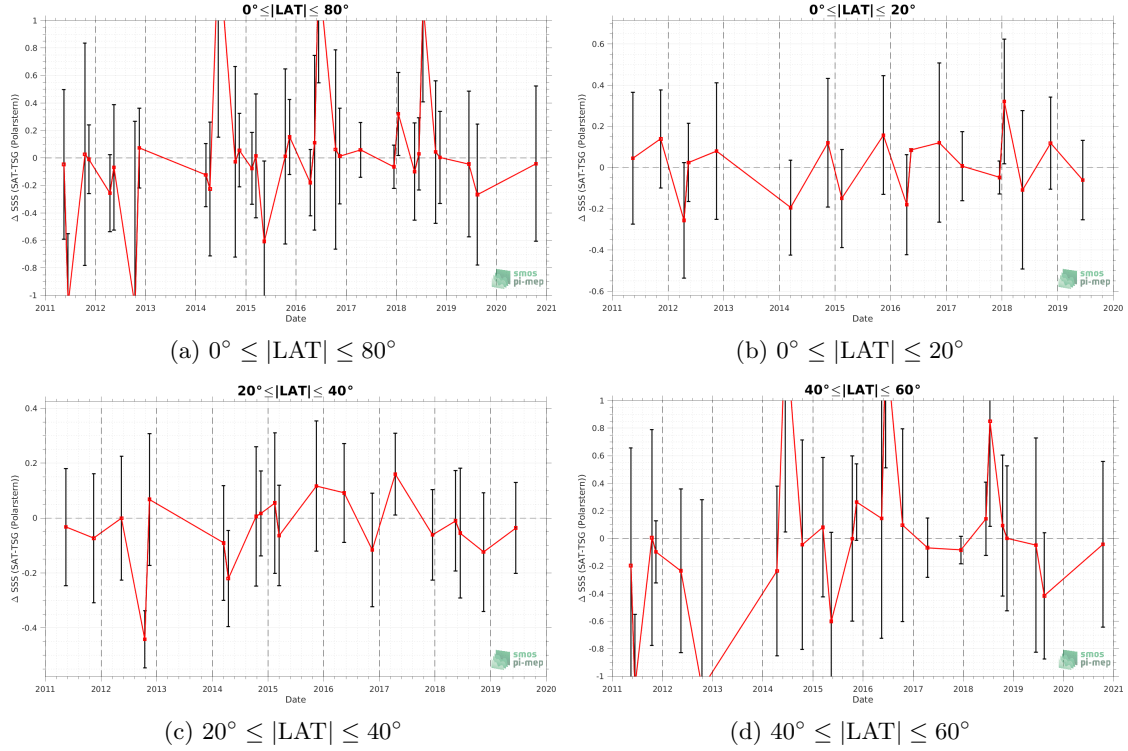 0°≤|LAT|≤ 80°
Δ SSS (SAT-TSG (Polarstern))
1
0.8
0.6
0.4
0.2
0
-0.2
-0.4
-0.6
-0.8
-1
2011 2012 2013 2014 2015 2016 2017 2018 2019 2020 2021
Date
smos
pi-mep
(a) 0° ≤ |LAT| ≤ 80°
0°≤|LAT|≤ 20°
Δ SSS (SAT-TSG (Polarstern))
0.6
0.4
0.2
0
-0.2
-0.4
-0.6
2011 2012 2013 2014 2015 2016 2017 2018 2019 2020
Date
smos
pi-mep
(b) 0° ≤ |LAT| ≤ 20°
20°≤|LAT|≤ 40°
Δ SSS (SAT-TSG (Polarstern))
0.4
0.2
0
-0.2
-0.4
2011 2012 2013 2014 2015 2016 2017 2018 2019 2020
Date
smos
pi-mep
(c) 20° ≤ |LAT| ≤ 40°
40°≤|LAT|≤ 60°
Δ SSS (SAT-TSG (Polarstern))
1
0.8
0.6
0.4
0.2
0
-0.2
-0.4
-0.6
-0.8
-1
2011 2012 2013 2014 2015 2016 2017 2018 2019 2020 2021
Date
smos
pi-mep
(d) 40° ≤ |LAT| ≤ 60°